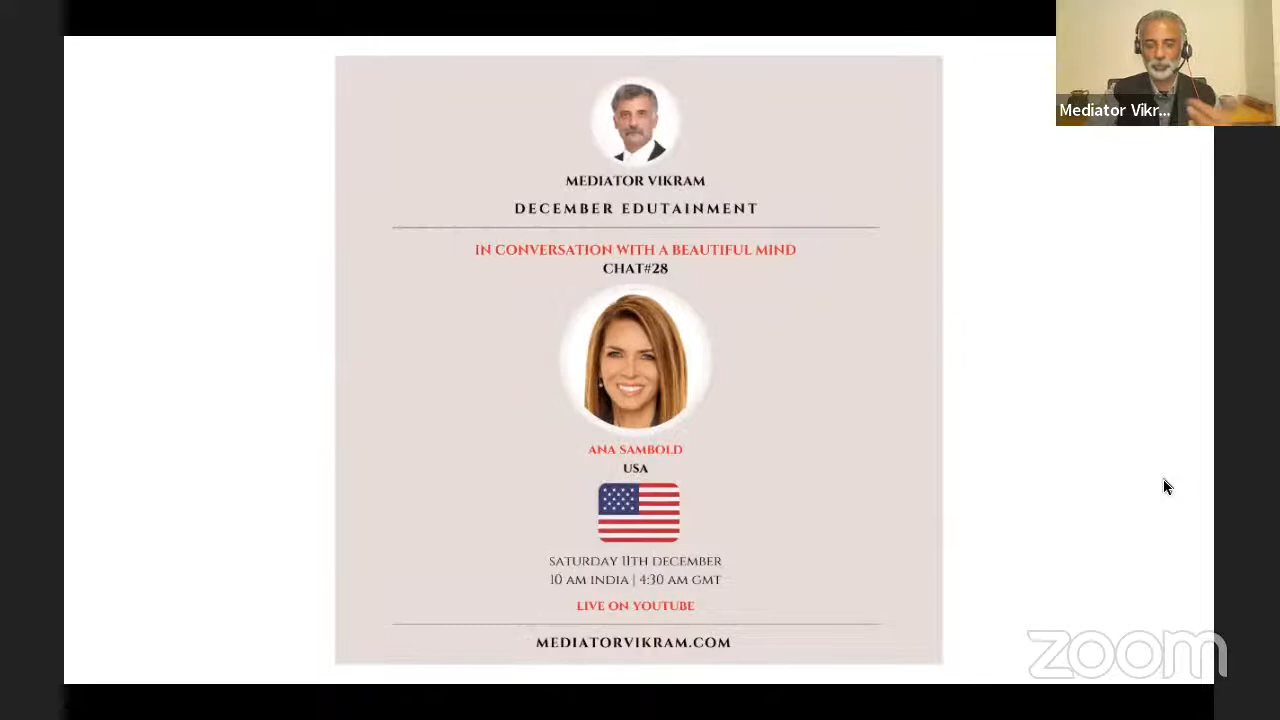 Mediator Vikr...
MEDIATOR VIKRAM
DECEMBER EDUTAINMENT
IN CONVERSATION WITH A BEAUTIFUL MIND
CHAT#28
ANA SAMBOLD
USA
SATURDAY 11TH DECEMBER
10 AM INDIA | 4:30 AM GMT
LIVE ON YOUTUBE
MEDIATORVIKRAM.COM
zoom